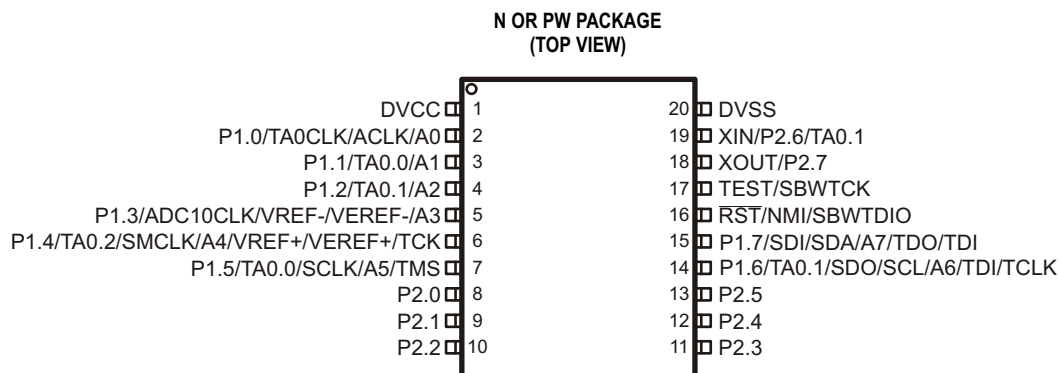 N OR PW PACKAGE
(TOP VIEW)
DVCC 1 20 DVSS
P1.0/TA0CLK/ACLK/A0 2 19 XIN/P2.6/TA0.1
P1.1/TA0.0/A1 3 18 XOUT/P2.7
P1.2/TA0.1/A2 4 17 TEST/SBWTCK
P1.3/ADC10CLK/VREF-/VEREF-/A3 5 16 RST/NMI/SBWTDIO
P1.4/TA0.2/SMCLK/A4/VREF+/VEREF+/TCK 6 15 P1.7/SDI/SDA/A7/TDO/TDI
P1.5/TA0.0/SCLK/A5/TMS 7 14 P1.6/TA0.1/SDO/SCL/A6/TDI/TCLK
P2.0 8 13 P2.5
P2.1 9 12 P2.4
P2.2 10 11 P2.3